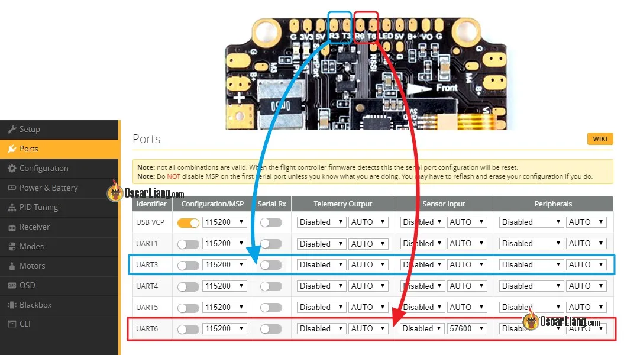 G 3V3 5V R3 T3 R6 T6 LED 5V B+ VO G
RSSI
Front
Setup
Ports
Ports
WIKI
Configuration
Note: not all combinations are valid. When the flight controller firmware detects this the serial port configuration will be reset.
Note: Do NOT disable MSP on the first serial port unless you know what you are doing. You may have to reflash and erase your configuration if you do.
Power & Battery
OscarLiang.com
PID Tuning
Identifier Configuration/MSP Serial Rx Telemetry Output Sensor Input Peripherals
Receiver
USB VCP 115200 Disabled AUTO Disabled AUTO Disabled AUTO
Modes
UART1 115200 Disabled AUTO Disabled AUTO Disabled AUTO
Motors
UART3 115200 Disabled AUTO Disabled AUTO Disabled AUTO
OSD
UART4 115200 Disabled AUTO Disabled AUTO Disabled AUTO
Blackbox
UART5 115200 Disabled AUTO Disabled AUTO Disabled AUTO
CLI
OscarLiang.com
UART6 115200 Disabled AUTO Disabled 57600 AUTO